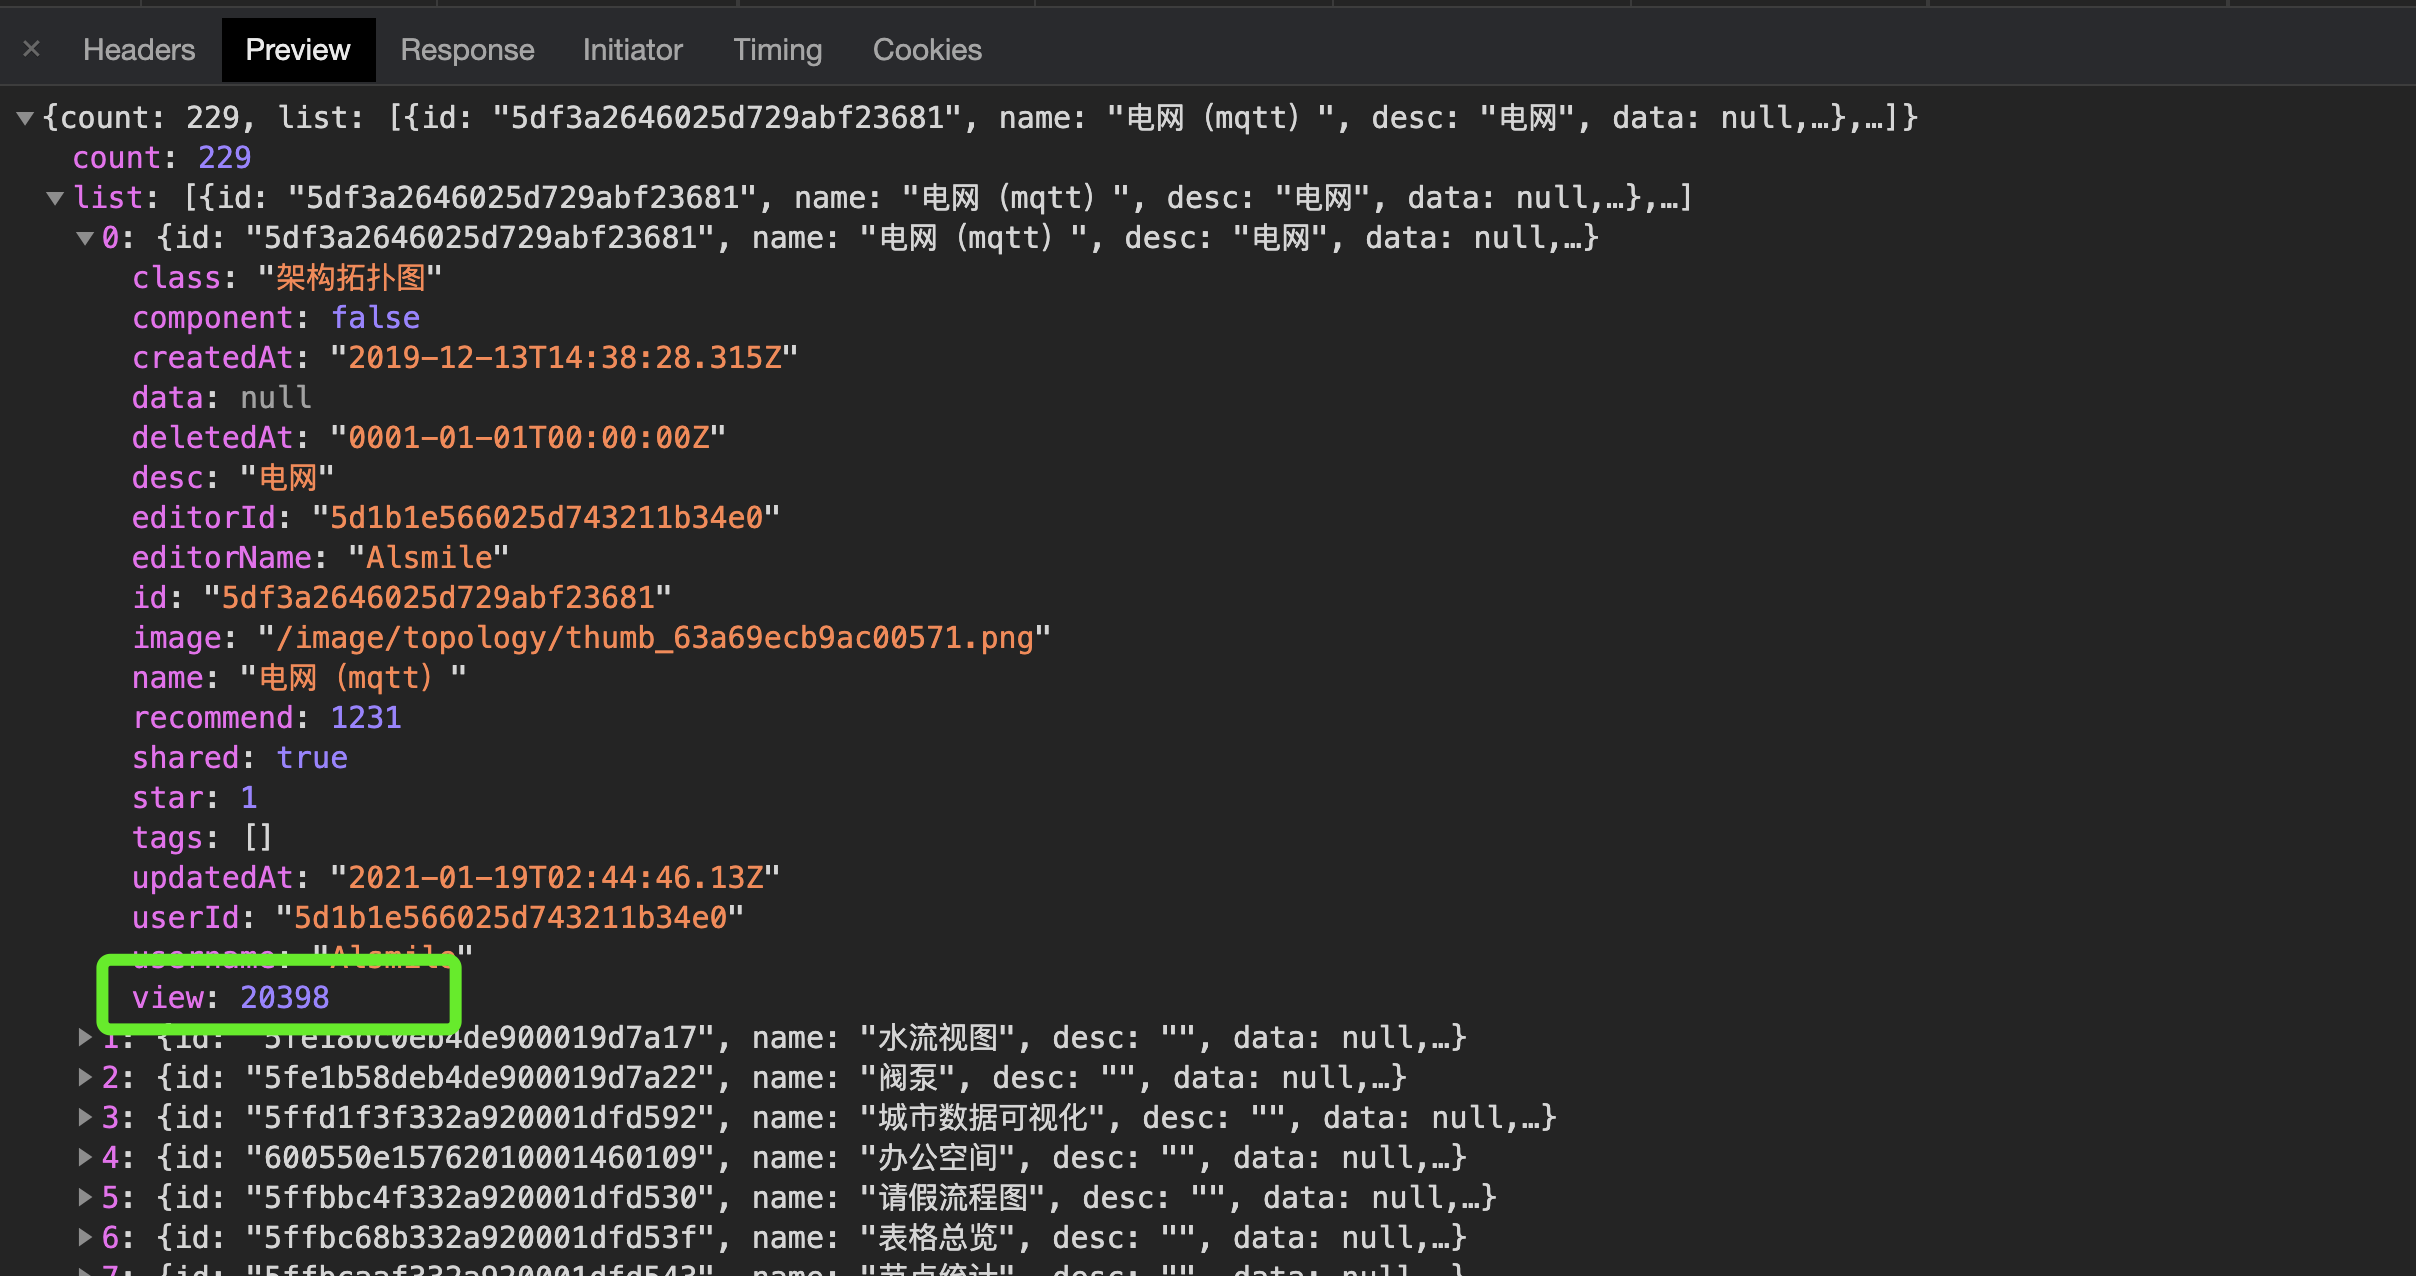 × Headers Preview Response Initiator Timing Cookies
▼{count: 229, list: [{id: "5df3a2646025d729abf23681", name: "电网（mqtt）", desc: "电网", data: null,…},…]}
count: 229
▼list: [{id: "5df3a2646025d729abf23681", name: "电网（mqtt）", desc: "电网", data: null,…},…]
▼0: {id: "5df3a2646025d729abf23681", name: "电网（mqtt）", desc: "电网", data: null,…}
class: "架构拓扑图"
component: false
createdAt: "2019-12-13T14:38:28.315Z"
data: null
deletedAt: "0001-01-01T00:00:00Z"
desc: "电网"
editorId: "5d1b1e566025d743211b34e0"
editorName: "Alsmile"
id: "5df3a2646025d729abf23681"
image: "/image/topology/thumb_63a69ecb9ac00571.png"
name: "电网（mqtt）"
recommend: 1231
shared: true
star: 1
tags: []
updatedAt: "2021-01-19T02:44:46.13Z"
userId: "5d1b1e566025d743211b34e0"
username: "Alsmile"
view: 20398
▶1: {id: "5fe18bc0eb4de900019d7a17", name: "水流视图", desc: "", data: null,…}
▶2: {id: "5fe1b58deb4de900019d7a22", name: "阀泵", desc: "", data: null,…}
▶3: {id: "5ffd1f3f332a920001dfd592", name: "城市数据可视化", desc: "", data: null,…}
▶4: {id: "600550e15762010001460109", name: "办公空间", desc: "", data: null,…}
▶5: {id: "5ffbbc4f332a920001dfd530", name: "请假流程图", desc: "", data: null,…}
▶6: {id: "5ffbc68b332a920001dfd53f", name: "表格总览", desc: "", data: null,…}
▶7: {id: "5ffbcaaf332a920001dfd543", name: "节点统计", desc: "", data: null,…}